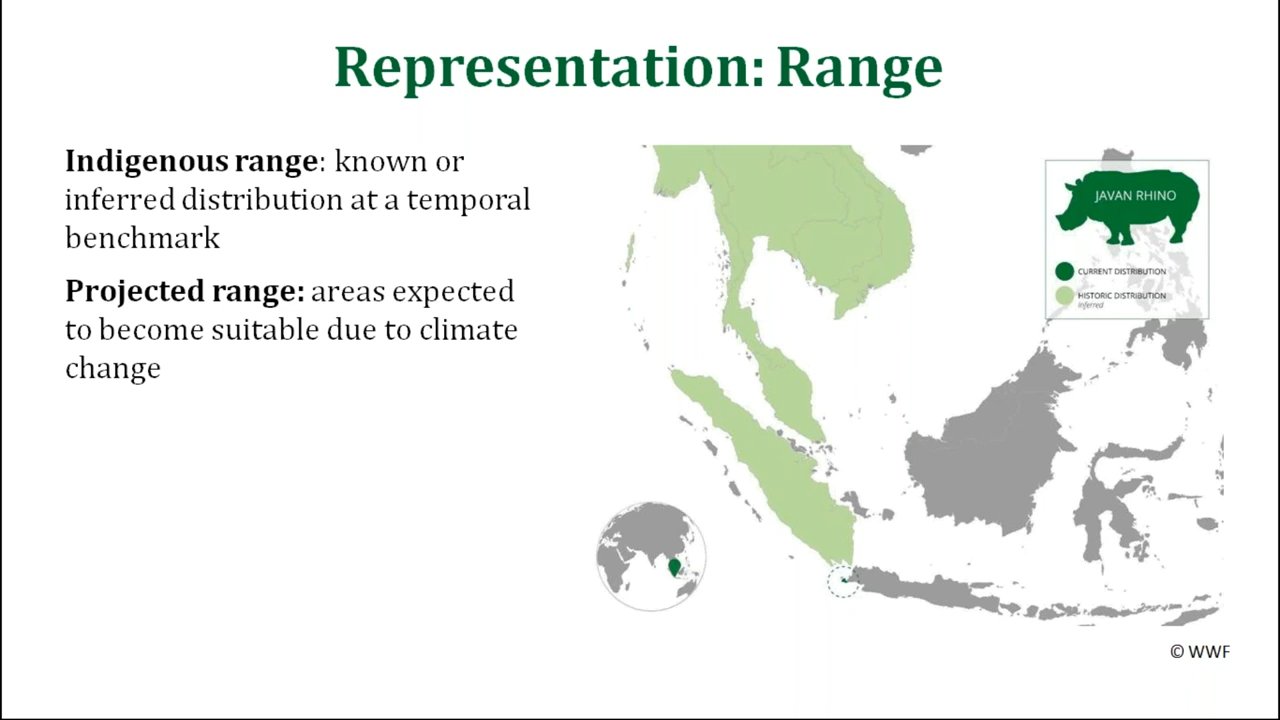 Representation: Range
Indigenous range: known or
inferred distribution at a temporal
benchmark
Projected range: areas expected
to become suitable due to climate
change
JAVAN RHINO
CURRENT DISTRIBUTION
HISTORIC DISTRIBUTION
Inferred
© WWF